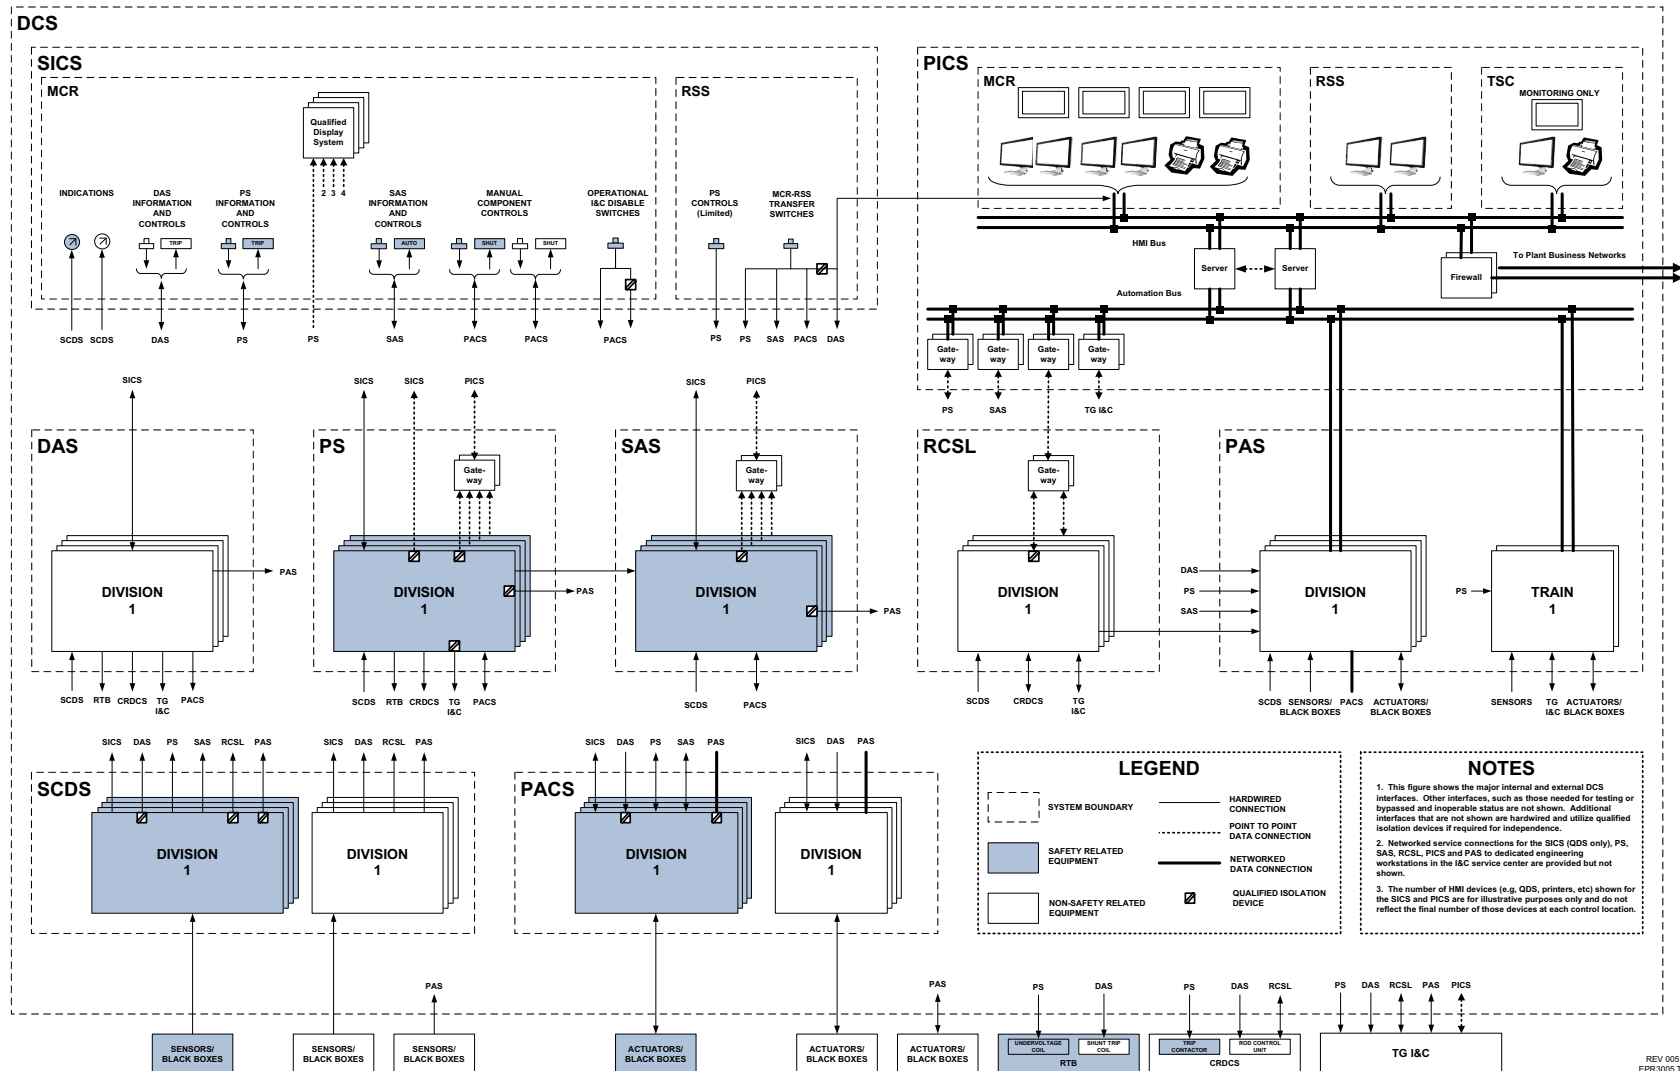 DCS
SICS
MCR
Qualified
Display
System
2 3 4
INDICATIONS
DAS
INFORMATION
AND
CONTROLS
TRIP
PS
INFORMATION
AND
CONTROLS
TRIP
SAS
INFORMATION
AND
CONTROLS
AUTO
MANUAL
COMPONENT
CONTROLS
SHUT
SHUT
OPERATIONAL
I&C DISABLE
SWITCHES
RSS
PS
CONTROLS
(Limited)
MCR-RSS
TRANSFER
SWITCHES
SCDS SCDS DAS PS PS SAS PACS PACS PACS PS PS SAS PACS DAS
PICS
MCR
RSS
TSC
MONITORING ONLY
HMI Bus
Server
Server
Firewall
To Plant Business Networks
Automation Bus
Gate-
way
Gate-
way
Gate-
way
Gate-
way
PS SAS TG I&C
DAS
SICS
DIVISION
1
PAS
SCDS RTB CRDCS TG
I&C PACS
PS
SICS SICS PICS
Gate-
way
DIVISION
1
PAS
SCDS RTB CRDCS TG
I&C PACS
SAS
SICS PICS
Gate-
way
DIVISION
1
PAS
SCDS PACS
RCSL
Gate-
way
DIVISION
1
SCDS CRDCS TG
I&C
PAS
DAS
PS
SAS
DIVISION
1
SCDS SENSORS/
BLACK BOXES PACS ACTUATORS/
BLACK BOXES
PS
TRAIN
1
SENSORS TG
I&C ACTUATORS/
BLACK BOXES
SCDS
SICS DAS PS SAS RCSL PAS
DIVISION
1
SICS DAS RCSL PAS
DIVISION
1
PACS
SICS DAS PS SAS PAS
DIVISION
1
SICS DAS PAS
DIVISION
1
LEGEND
SYSTEM BOUNDARY
SAFETY RELATED
EQUIPMENT
NON-SAFETY RELATED
EQUIPMENT
HARDWIRED
CONNECTION
POINT TO POINT
DATA CONNECTION
NETWORKED
DATA CONNECTION
QUALIFIED ISOLATION
DEVICE
NOTES
1. This figure shows the major internal and external DCS
interfaces. Other interfaces, such as those needed for testing or
bypassed and inoperable status are not shown. Additional
interfaces that are not shown are hardwired and utilize qualified
isolation devices if required for independence.
2. Networked service connections for the SICS (QDS only), PS,
SAS, RCSL, PICS and PAS to dedicated engineering
workstations in the I&C service center are provided but not
shown.
3. The number of HMI devices (e.g, QDS, printers, etc) shown for
the SICS and PICS are for illustrative purposes only and do not
reflect the final number of those devices at each control location.
SENSORS/
BLACK BOXES
SENSORS/
BLACK BOXES
PAS
SENSORS/
BLACK BOXES
ACTUATORS/
BLACK BOXES
ACTUATORS/
BLACK BOXES
PAS
ACTUATORS/
BLACK BOXES
PS DAS
UNDERVOLTAGE
COIL
SHUNT TRIP
COIL
RTB
PS DAS RCSL
TRIP
CONTACTOR
ROD CONTROL
UNIT
CRDCS
PS DAS RCSL PAS PICS
TG I&C
REV 005